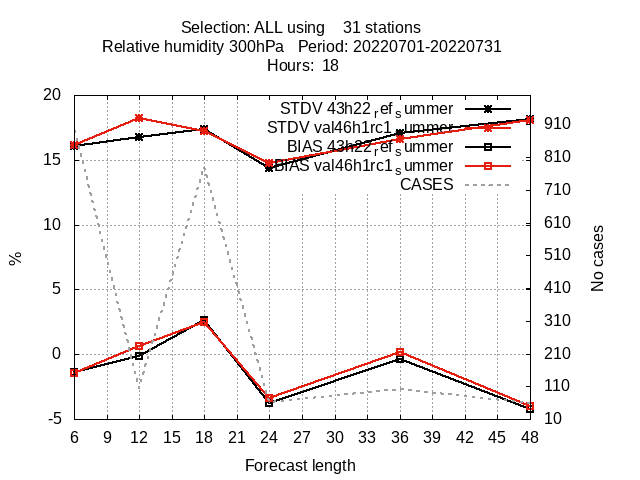 Selection: ALL using    31 stations
Relative humidity 300hPa   Period: 20220701-20220731
Hours:  18
STDV 43h22_ref_summer
STDV val46h1rc1_summer
BIAS 43h22_ref_summer
BIAS val46h1rc1_summer
CASES
20
15
10
5
0
-5
%
910
810
710
610
510
410
310
210
110
10
No cases
6 9 12 15 18 21 24 27 30 33 36 39 42 45 48
Forecast length